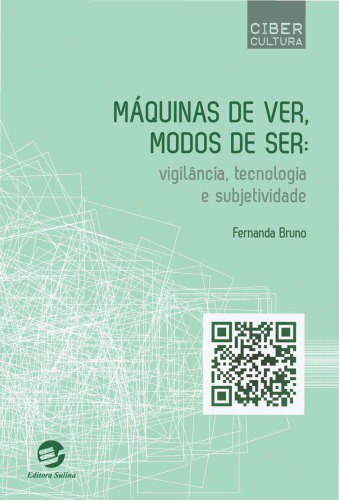 CIBER
CULTURA
MÁQUINAS DE VER,
MODOS DE SER:
vigilância, tecnologia
e subjetividade
Fernanda Bruno
Editora Sulina